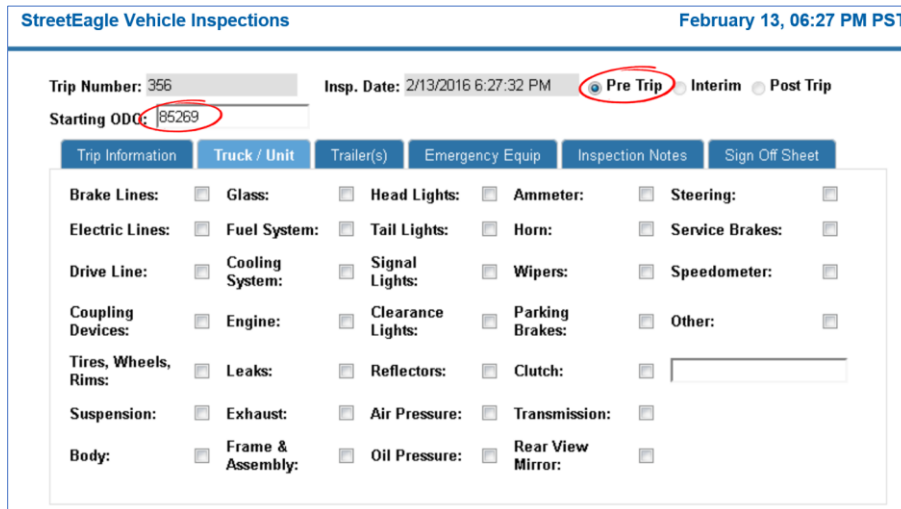 StreetEagle Vehicle Inspections February 13, 06:27 PM PST
Trip Number: 356 Insp. Date: 2/13/2016 6:27:32 PM Pre Trip Interim Post Trip
Starting ODO: 85269
Trip Information Truck / Unit Trailer(s) Emergency Equip Inspection Notes Sign Off Sheet
Brake Lines: Glass: Head Lights: Ammeter: Steering:
Electric Lines: Fuel System: Tail Lights: Horn: Service Brakes:
Drive Line: Cooling System: Signal Lights: Wipers: Speedometer:
Coupling Devices: Engine: Clearance Lights: Parking Brakes: Other:
Tires, Wheels, Rims: Leaks: Reflectors: Clutch:
Suspension: Exhaust: Air Pressure: Transmission:
Body: Frame & Assembly: Oil Pressure: Rear View Mirror: